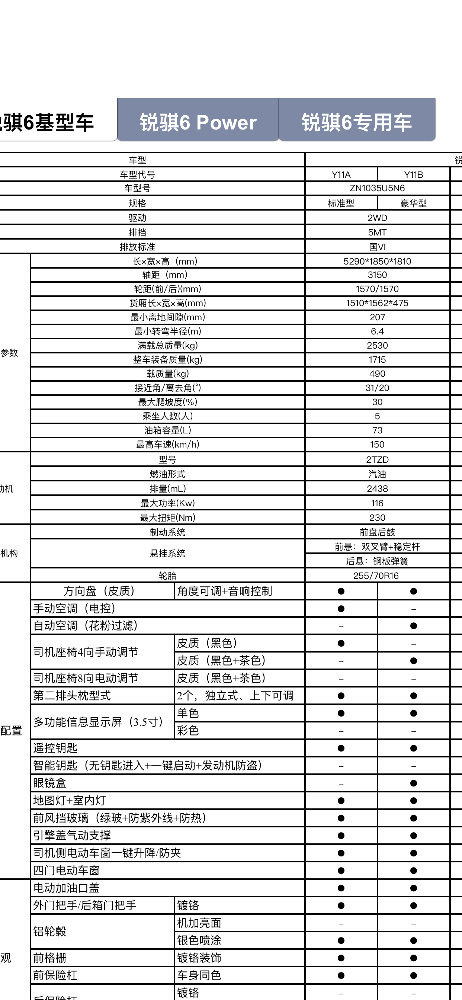 骐6基型车 锐骐6 Power 锐骐6专用车
车型 锐
车型代号 Y11A Y11B
车型号 ZN1035U5N6
规格 标准型 豪华型
驱动 2WD
排挡 5MT
排放标准 国VI
长×宽×高（mm） 5290*1850*1810
轴距（mm） 3150
轮距(前/后)(mm) 1570/1570
货厢长×宽×高(mm) 1510*1562*475
最小离地间隙(mm) 207
最小转弯半径(m) 6.4
满载总质量(kg) 2530
参数
整车装备质量(kg) 1715
载质量(kg) 490
接近角/离去角(°) 31/20
最大爬坡度(%) 30
乘坐人数(人) 5
油箱容量(L) 73
最高车速(km/h) 150
型号 2TZD
燃油形式 汽油
动机 排量(mL) 2438
最大功率(Kw) 116
最大扭矩(Nm) 230
制动系统 前盘后鼓
机构 悬挂系统 前悬：双叉臂+稳定杆
后悬：钢板弹簧
轮胎 255/70R16
方向盘（皮质） 角度可调+音响控制 ● ●
手动空调（电控） ● –
自动空调（花粉过滤） – ●
司机座椅4向手动调节 皮质（黑色） ● –
皮质（黑色+茶色） – ●
司机座椅8向电动调节 皮质（黑色+茶色） – –
第二排头枕型式 2个，独立式、上下可调 ● ●
多功能信息显示屏（3.5寸） 单色 ● ●
配置 彩色 – –
遥控钥匙 ● ●
智能钥匙（无钥匙进入+一键启动+发动机防盗） – –
眼镜盒 – ●
地图灯+室内灯 ● ●
前风挡玻璃（绿玻+防紫外线+防热） ● ●
引擎盖气动支撑 ● ●
司机侧电动车窗一键升降/防夹 ● ●
四门电动车窗 ● ●
电动加油口盖 ● ●
外门把手/后箱门把手 镀铬 ● ●
铝轮毂 机加亮面 – –
银色喷涂 ● ●
观 前格栅 镀铬装饰 ● ●
前保险杠 车身同色 ● ●
后保险杠 镀铬 – –